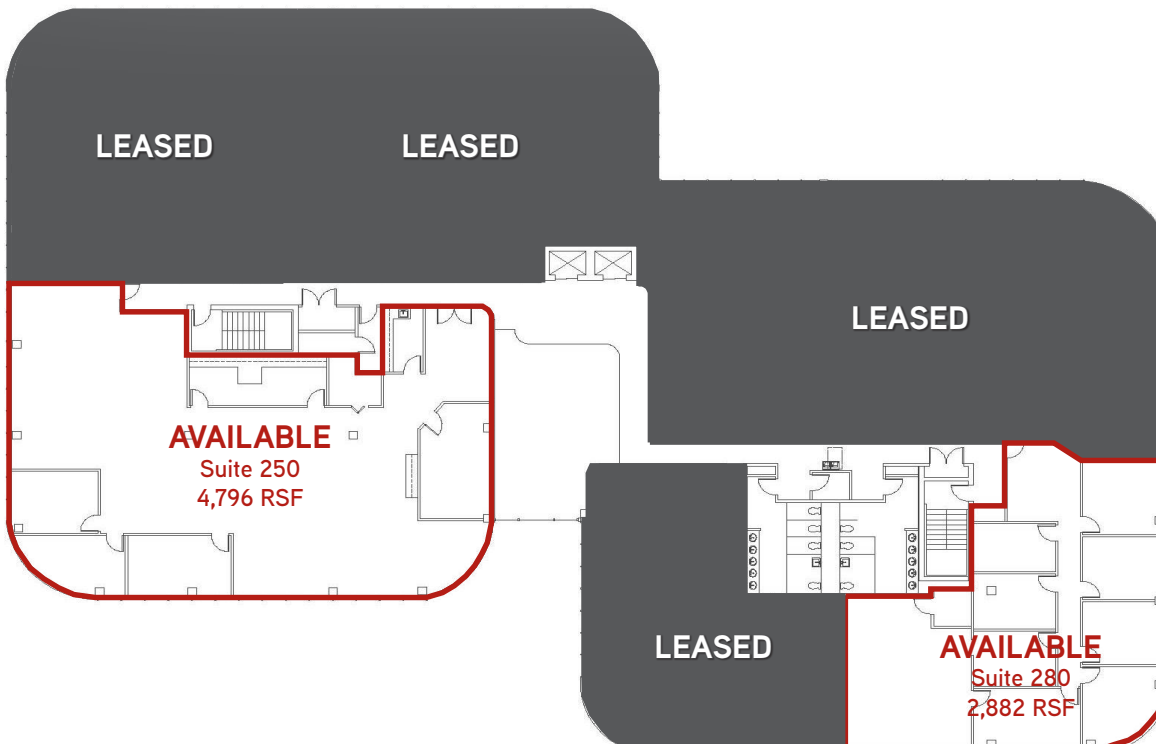 LEASED
LEASED
LEASED
AVAILABLE
Suite 250
4,796 RSF
LEASED
AVAILABLE
Suite 280
2,882 RSF